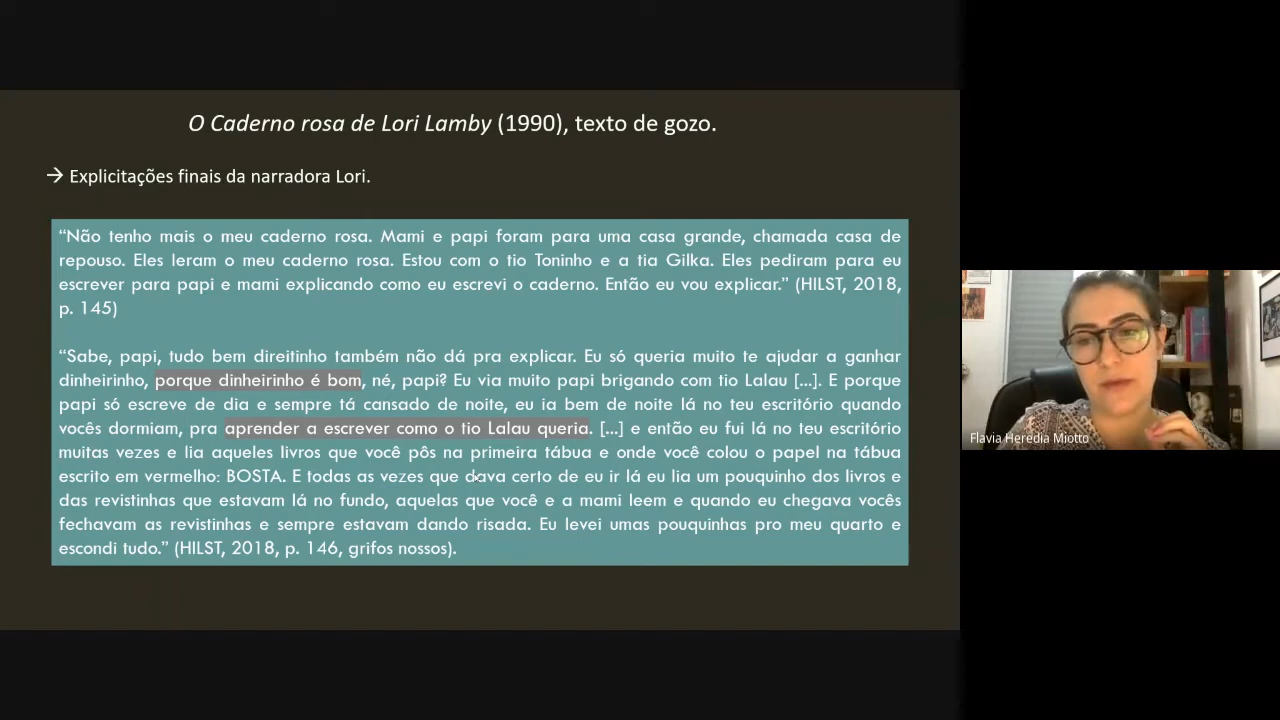 O Caderno rosa de Lori Lamby (1990), texto de gozo.
→ Explicitações finais da narradora Lori.
“Não tenho mais o meu caderno rosa. Mami e papi foram para uma casa grande, chamada casa de
repouso. Eles leram o meu caderno rosa. Estou com o tio Toninho e a tia Gilka. Eles pediram para eu
escrever para papi e mami explicando como eu escrevi o caderno. Então eu vou explicar.” (HILST, 2018,
p. 145)
“Sabe, papi, tudo bem direitinho também não dá pra explicar. Eu só queria muito te ajudar a ganhar
dinheirinho, porque dinheirinho é bom, né, papi? Eu via muito papi brigando com tio Lalau [...]. E porque
papi só escreve de dia e sempre tá cansado de noite, eu ia bem de noite lá no teu escritório quando
vocês dormiam, pra aprender a escrever como o tio Lalau queria. [...] e então eu fui lá no teu escritório
muitas vezes e lia aqueles livros que você pôs na primeira tábua e onde você colou o papel na tábua
escrito em vermelho: BOSTA. E todas as vezes que dava certo de eu ir lá eu lia um pouquinho dos livros e
das revistinhas que estavam lá no fundo, aquelas que você e a mami leem e quando eu chegava vocês
fechavam as revistinhas e sempre estavam dando risada. Eu levei umas pouquinhas pro meu quarto e
escondi tudo.” (HILST, 2018, p. 146, grifos nossos).
Flavia Heredia Miotto